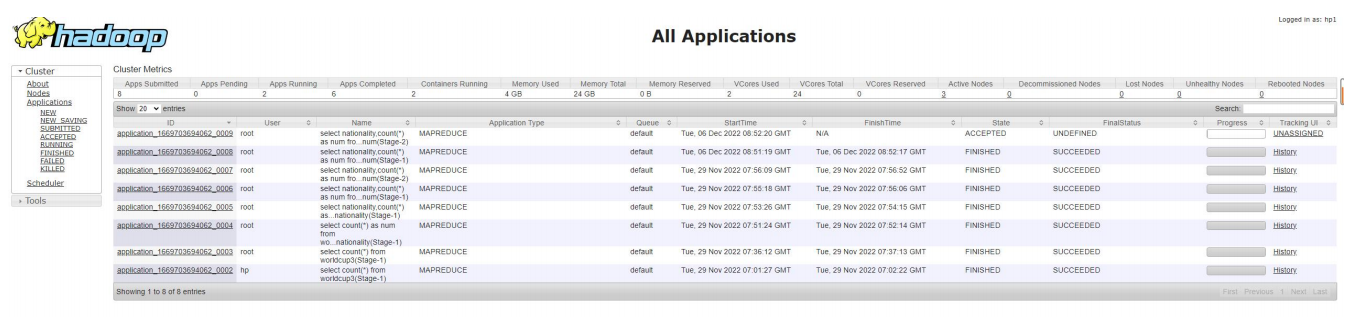 Logged in as: hp1
hadoop
All Applications
Cluster
About
Nodes
Applications
NEW
NEW_SAVING
SUBMITTED
ACCEPTED
RUNNING
FINISHED
FAILED
KILLED
Scheduler
Tools
Cluster Metrics
Apps Submitted Apps Pending Apps Running Apps Completed Containers Running Memory Used Memory Total Memory Reserved VCores Used VCores Total VCores Reserved Active Nodes Decommissioned Nodes Lost Nodes Unhealthy Nodes Rebooted Nodes
8 0 2 6 2 4 GB 24 GB 0 B 2 24 0 3 0 0 0 0
Show 20 entries Search:
ID User Name Application Type Queue StartTime FinishTime State FinalStatus Progress Tracking UI
application_1669703694062_0009 root select nationality,count(*) MAPREDUCE default Tue, 06 Dec 2022 08:52:20 GMT N/A ACCEPTED UNDEFINED UNASSIGNED
as num fro...num(Stage-2)
application_1669703694062_0008 root select nationality,count(*) MAPREDUCE default Tue, 06 Dec 2022 08:51:19 GMT Tue, 06 Dec 2022 08:52:17 GMT FINISHED SUCCEEDED History
as num fro...num(Stage-1)
application_1669703694062_0007 root select nationality,count(*) MAPREDUCE default Tue, 29 Nov 2022 07:56:09 GMT Tue, 29 Nov 2022 07:56:52 GMT FINISHED SUCCEEDED History
as num fro...num(Stage-2)
application_1669703694062_0006 root select nationality,count(*) MAPREDUCE default Tue, 29 Nov 2022 07:55:18 GMT Tue, 29 Nov 2022 07:56:06 GMT FINISHED SUCCEEDED History
as num fro...num(Stage-1)
application_1669703694062_0005 root select nationality,count(*) MAPREDUCE default Tue, 29 Nov 2022 07:53:26 GMT Tue, 29 Nov 2022 07:54:15 GMT FINISHED SUCCEEDED History
as...nationality(Stage-1)
application_1669703694062_0004 root select count(*) as num MAPREDUCE default Tue, 29 Nov 2022 07:51:24 GMT Tue, 29 Nov 2022 07:52:14 GMT FINISHED SUCCEEDED History
from
wo...nationality(Stage-1)
application_1669703694062_0003 root select count(*) from MAPREDUCE default Tue, 29 Nov 2022 07:36:12 GMT Tue, 29 Nov 2022 07:37:13 GMT FINISHED SUCCEEDED History
worldcup3(Stage-1)
application_1669703694062_0002 hp select count(*) from MAPREDUCE default Tue, 29 Nov 2022 07:01:27 GMT Tue, 29 Nov 2022 07:02:22 GMT FINISHED SUCCEEDED History
worldcup3(Stage-1)
Showing 1 to 8 of 8 entries First Previous 1 Next Last